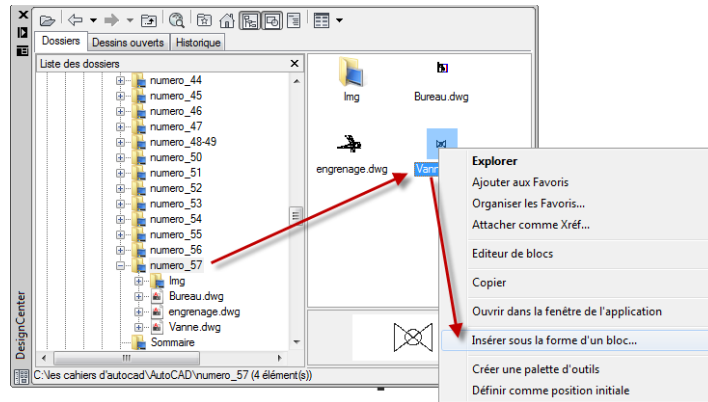 Dossiers Dessins ouverts Historique
Liste des dossiers
numero_44
numero_45
numero_46
numero_47
numero_48-49
numero_50
numero_51
numero_52
numero_53
numero_54
numero_55
numero_56
numero_57
Img
Bureau.dwg
engrenage.dwg
Vanne.dwg
Sommaire
Img
Bureau.dwg
engrenage.dwg
Explorer
Ajouter aux Favoris
Organiser les Favoris...
Attacher comme Xréf...
Editeur de blocs
Copier
Ouvrir dans la fenêtre de l'application
Insérer sous la forme d'un bloc...
Créer une palette d'outils
Définir comme position initiale
DesignCenter
C:\les cahiers d'autocad\AutoCAD\numero_57 (4 élément(s))